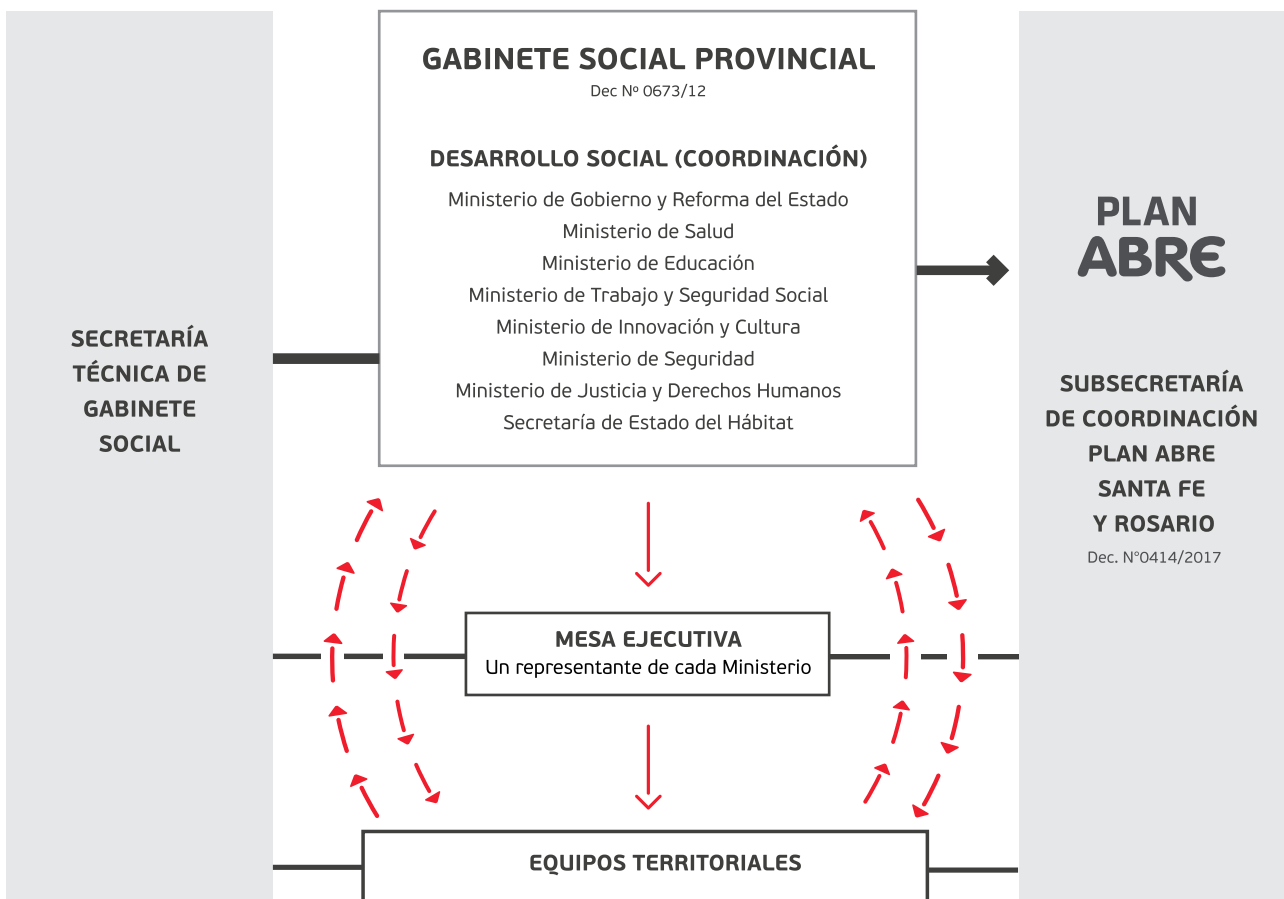 SECRETARÍA
TÉCNICA DE
GABINETE
SOCIAL
GABINETE SOCIAL PROVINCIAL
Dec Nº 0673/12
DESARROLLO SOCIAL (COORDINACIÓN)
Ministerio de Gobierno y Reforma del Estado
Ministerio de Salud
Ministerio de Educación
Ministerio de Trabajo y Seguridad Social
Ministerio de Innovación y Cultura
Ministerio de Seguridad
Ministerio de Justicia y Derechos Humanos
Secretaría de Estado del Hábitat
MESA EJECUTIVA
Un representante de cada Ministerio
EQUIPOS TERRITORIALES
PLAN
ABRE
SUBSECRETARÍA
DE COORDINACIÓN
PLAN ABRE
SANTA FE
Y ROSARIO
Dec. N°0414/2017